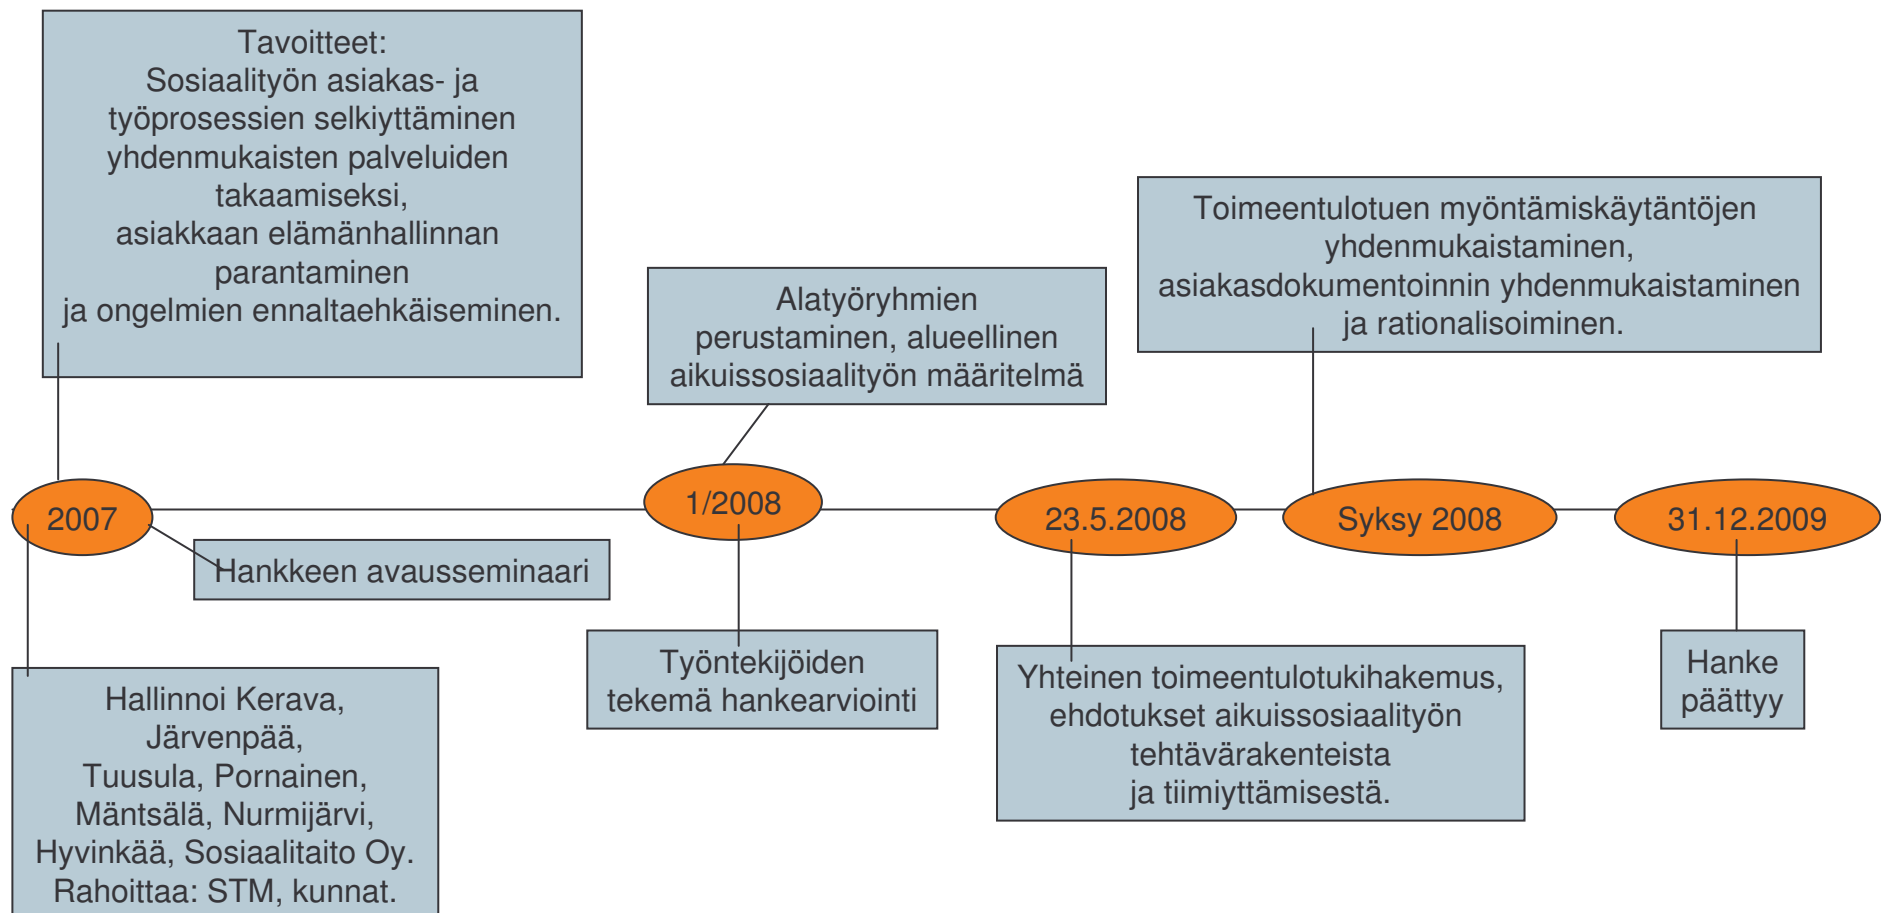 Tavoitteet:
Sosiaalityön asiakas- ja
työprosessien selkiyttäminen
yhdenmukaisten palveluiden
takaamiseksi,
asiakkaan elämänhallinnan
parantaminen
ja ongelmien ennaltaehkäiseminen.
Toimeentulotuen myöntämiskäytäntöjen
yhdenmukaistaminen,
asiakasdokumentoinnin yhdenmukaistaminen
ja rationalisoiminen.
Alatyöryhmien
perustaminen, alueellinen
aikuissosiaalityön määritelmä
2007
1/2008
23.5.2008
Syksy 2008
31.12.2009
Hankkeen avausseminaari
Työntekijöiden
tekemä hankearviointi
Yhteinen toimeentulotukihakemus,
ehdotukset aikuissosiaalityön
tehtävärakenteista
ja tiimiyttämisestä.
Hanke
päättyy
Hallinnoi Kerava,
Järvenpää,
Tuusula, Pornainen,
Mäntsälä, Nurmijärvi,
Hyvinkää, Sosiaalitaito Oy.
Rahoittaa: STM, kunnat.